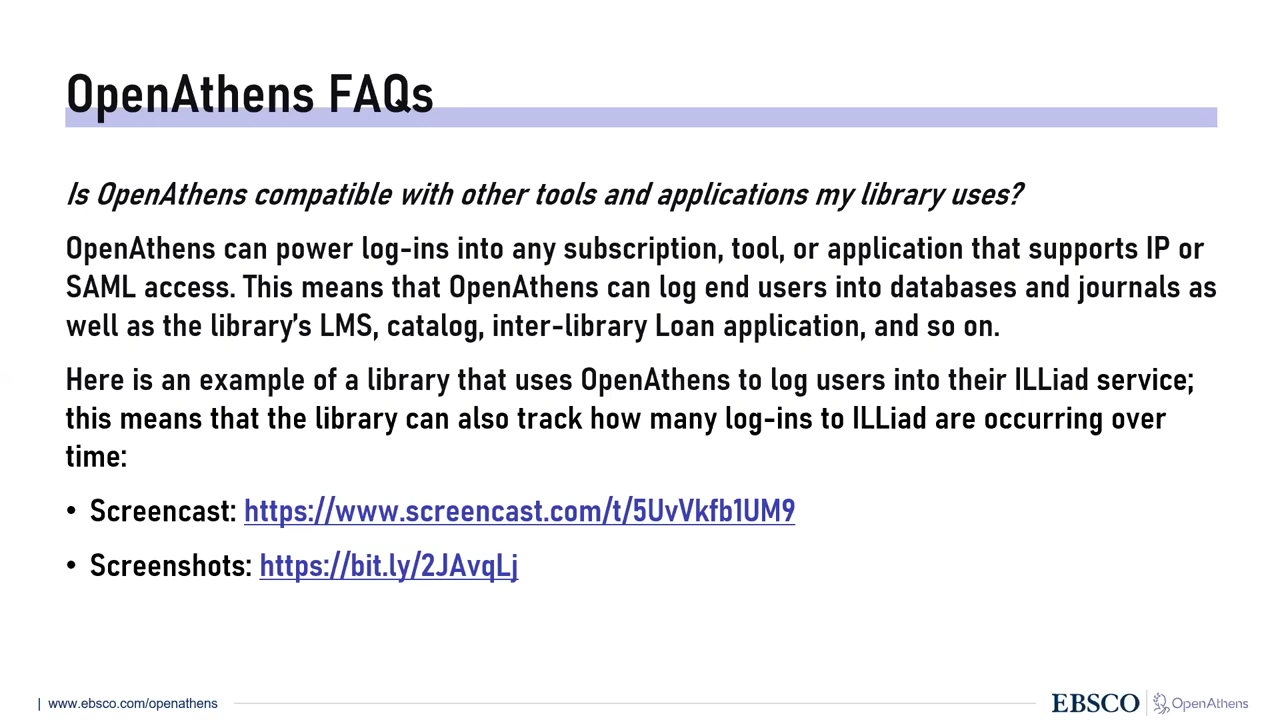 OpenAthens FAQs
Is OpenAthens compatible with other tools and applications my library uses?
OpenAthens can power log-ins into any subscription, tool, or application that supports IP or
SAML access. This means that OpenAthens can log end users into databases and journals as
well as the library’s LMS, catalog, inter-library Loan application, and so on.
Here is an example of a library that uses OpenAthens to log users into their ILLiad service;
this means that the library can also track how many log-ins to ILLiad are occurring over
time:
• Screencast: https://www.screencast.com/t/5UvVkfb1UM9
• Screenshots: https://bit.ly/2JAvqLj
| www.ebsco.com/openathens
EBSCO | OpenAthens